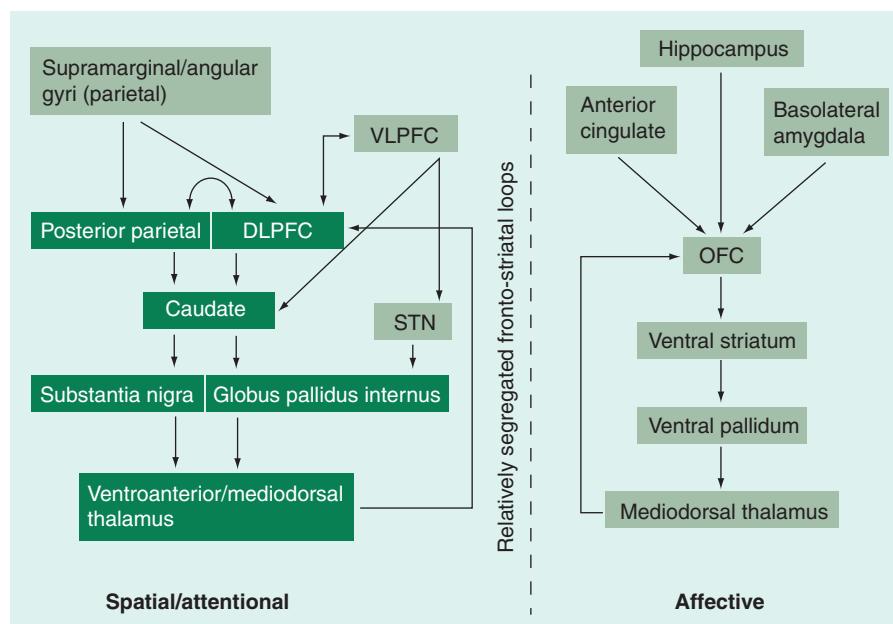 Supramarginal/angular
gyri (parietal)
VLPFC
Posterior parietal
DLPFC
Caudate
STN
Substantia nigra
Globus pallidus internus
Ventroanterior/mediodorsal
thalamus
Spatial/attentional
Relatively segregated fronto-striatal loops
Hippocampus
Anterior
cingulate
Basolateral
amygdala
OFC
Ventral striatum
Ventral pallidum
Mediodorsal thalamus
Affective